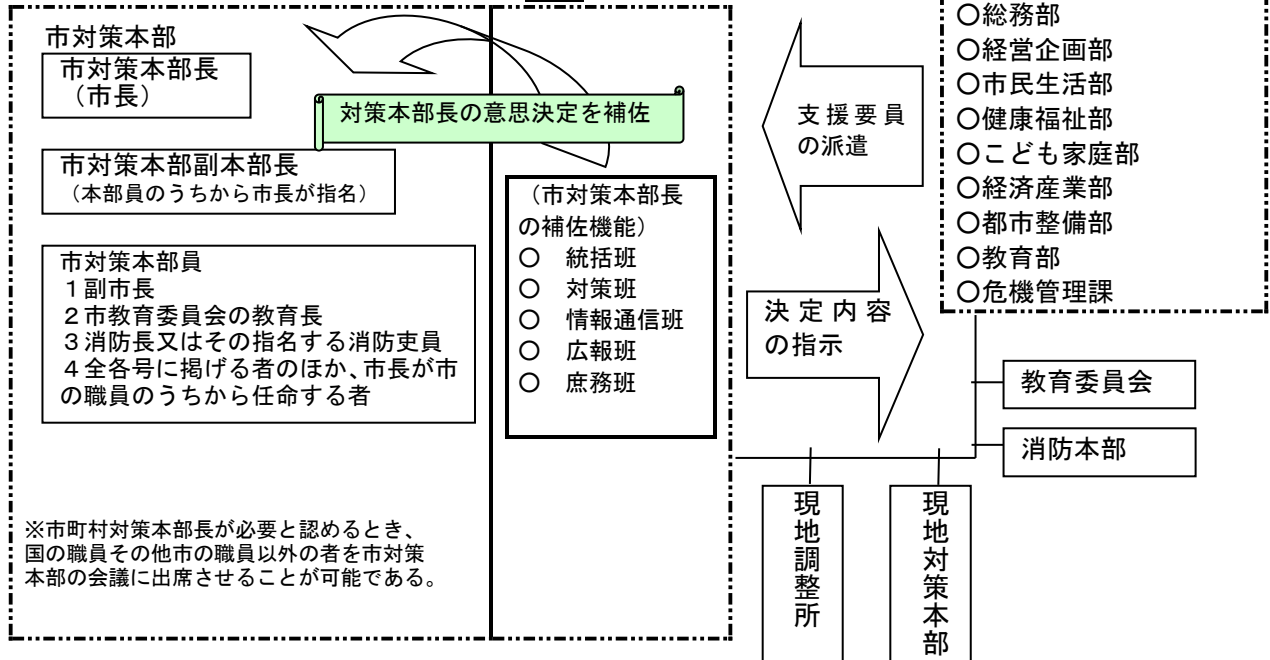 市対策本部
市対策本部長
（市長）
対策本部長の意思決定を補佐
市対策本部副本部長
（本部員のうちから市長が指名）
市対策本部員
１副市長
２市教育委員会の教育長
３消防長又はその指名する消防吏員
４全各号に掲げる者のほか、市長が市
の職員のうちから任命する者
※市町村対策本部長が必要と認めるとき、
国の職員その他市の職員以外の者を市対策
本部の会議に出席させることが可能である。
（市対策本部長
の補佐機能）
○　統括班
○　対策班
○　情報通信班
○　広報班
○　庶務班
支援要員
の派遣
決定内容
の指示
○総務部
○経営企画部
○市民生活部
○健康福祉部
○こども家庭部
○経済産業部
○都市整備部
○教育部
○危機管理課
教育委員会
消防本部
現地調整所
現地対策本部